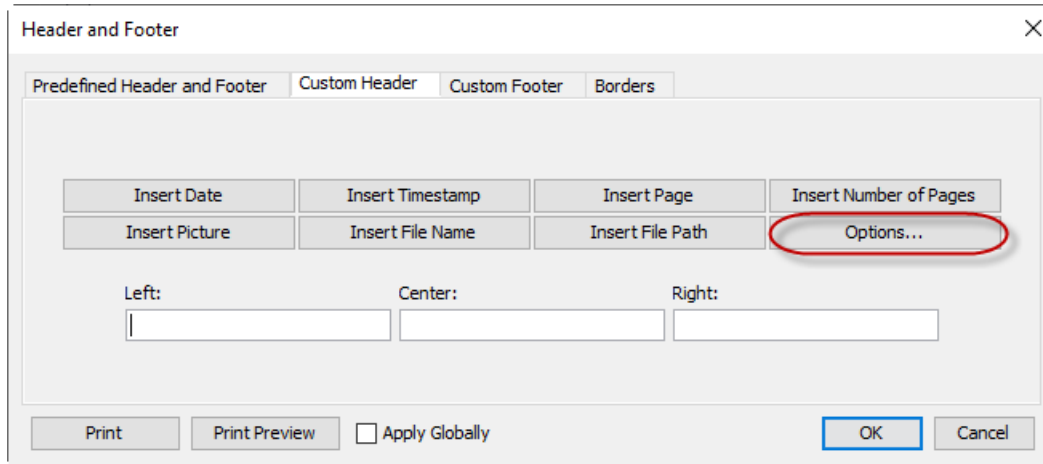 Header and Footer
Predefined Header and Footer Custom Header Custom Footer Borders
Insert Date Insert Timestamp Insert Page Insert Number of Pages
Insert Picture Insert File Name Insert File Path Options...
Left: Center: Right:
Print Print Preview Apply Globally OK Cancel